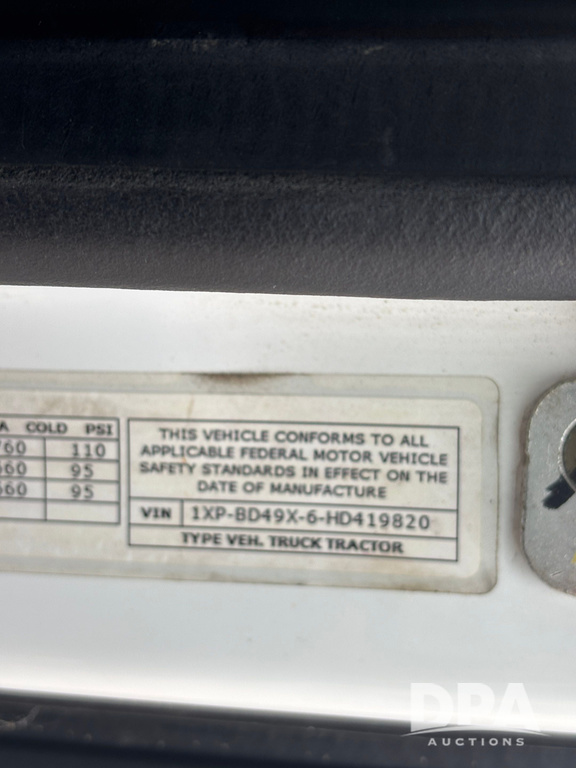 A COLD PSI
760 110
660 95
660 95
THIS VEHICLE CONFORMS TO ALL
APPLICABLE FEDERAL MOTOR VEHICLE
SAFETY STANDARDS IN EFFECT ON THE
DATE OF MANUFACTURE
VIN 1XP-BD49X-6-HD419820
TYPE VEH. TRUCK TRACTOR
DPA
AUCTIONS